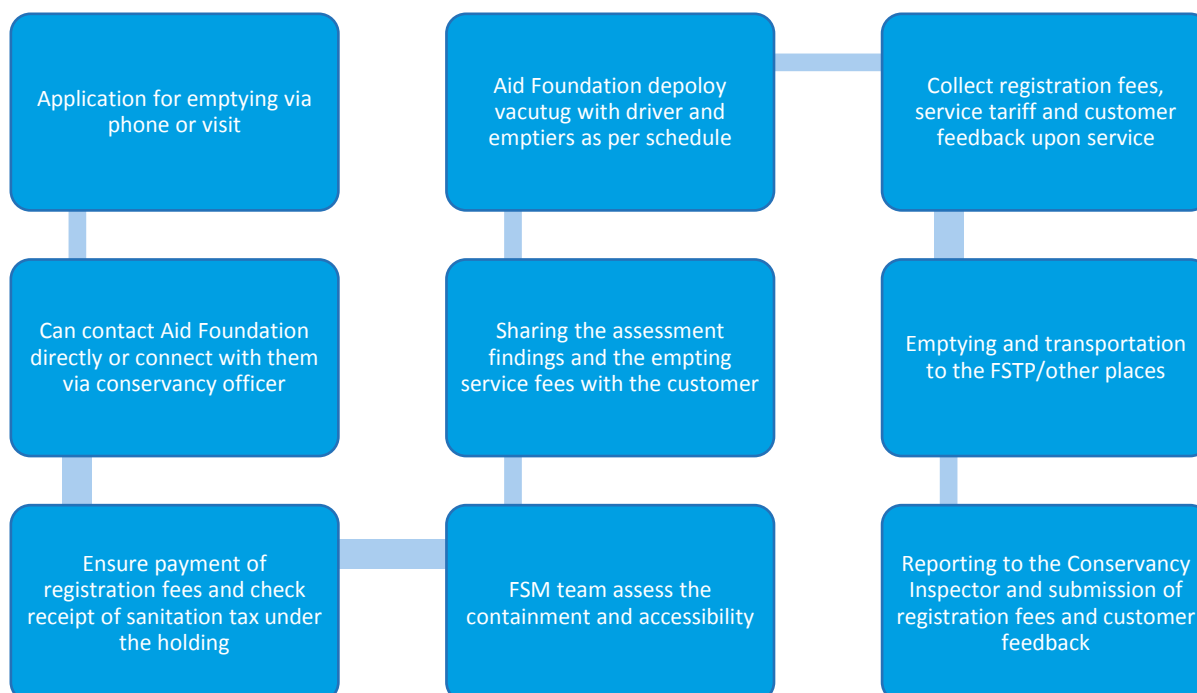 Application for emptying via
phone or visit
Can contact Aid Foundation
directly or connect with them
via conservancy officer
Ensure payment of
registration fees and check
receipt of sanitation tax under
the holding
FSM team assess the
containment and accessibility
Sharing the assessment
findings and the empting
service fees with the customer
Aid Foundation depoloy
vacutug with driver and
emptiers as per schedule
Collect registration fees,
service tariff and customer
feedback upon service
Emptying and transportation
to the FSTP/other places
Reporting to the Conservancy
Inspector and submission of
registration fees and customer
feedback